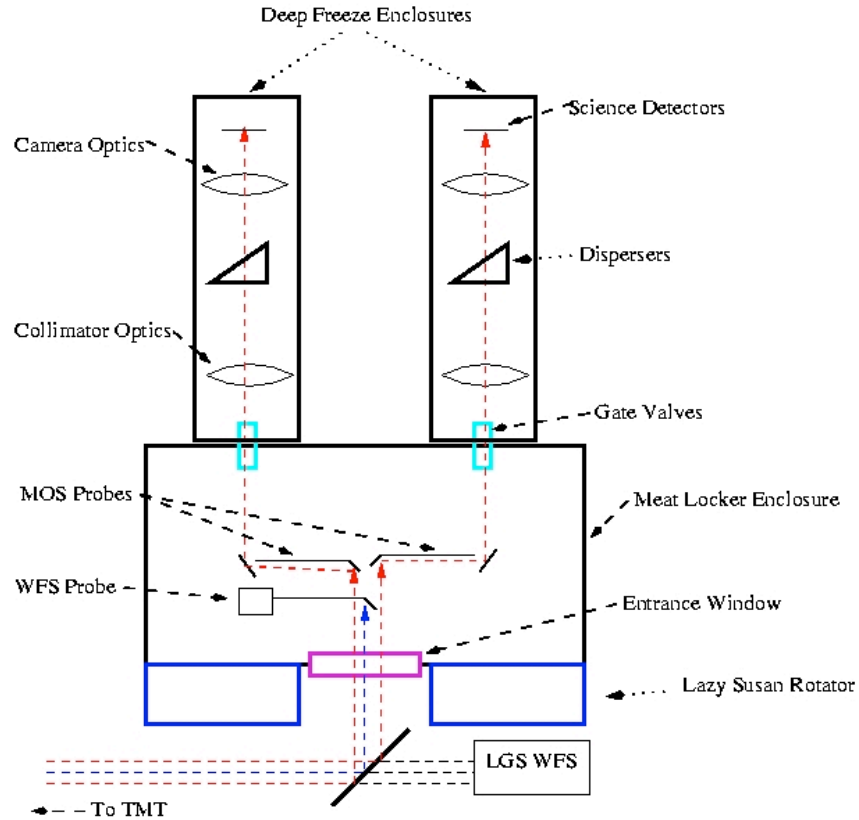 Deep Freeze Enclosures
Science Detectors
Camera Optics
Dispersers
Collimator Optics
Gate Valves
MOS Probes
Meat Locker Enclosure
WFS Probe
Entrance Window
Lazy Susan Rotator
LGS WFS
To TMT